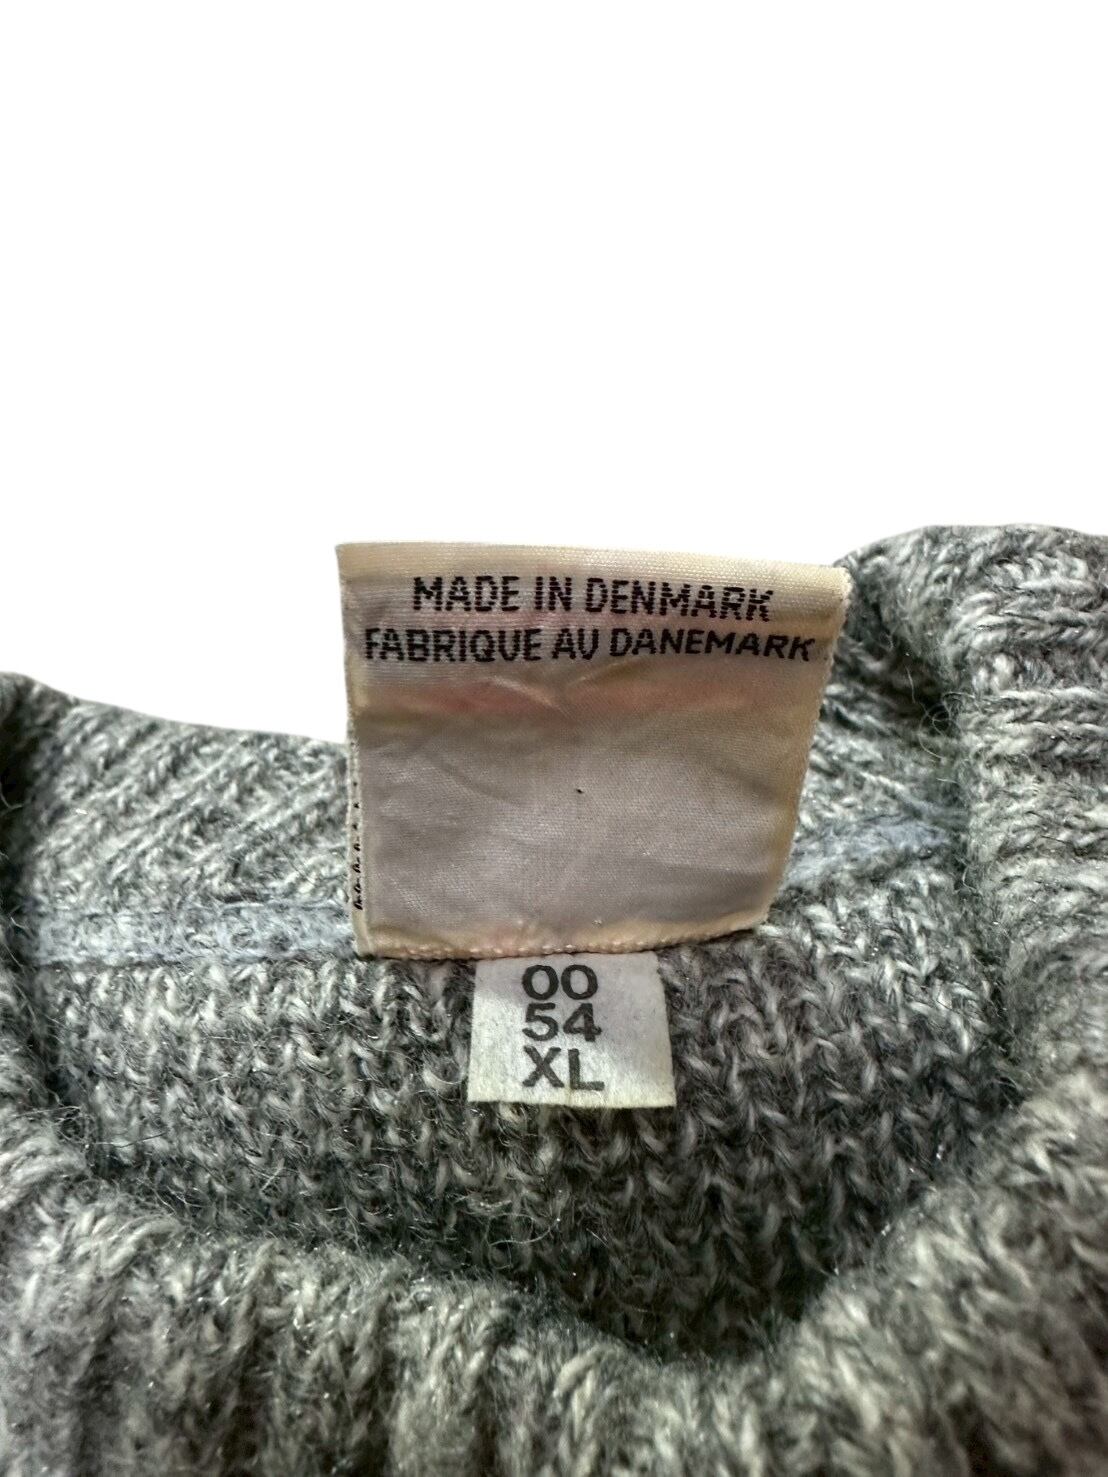 MADE IN DENMARK
FABRIQUE AU DANEMARK
00
54
XL